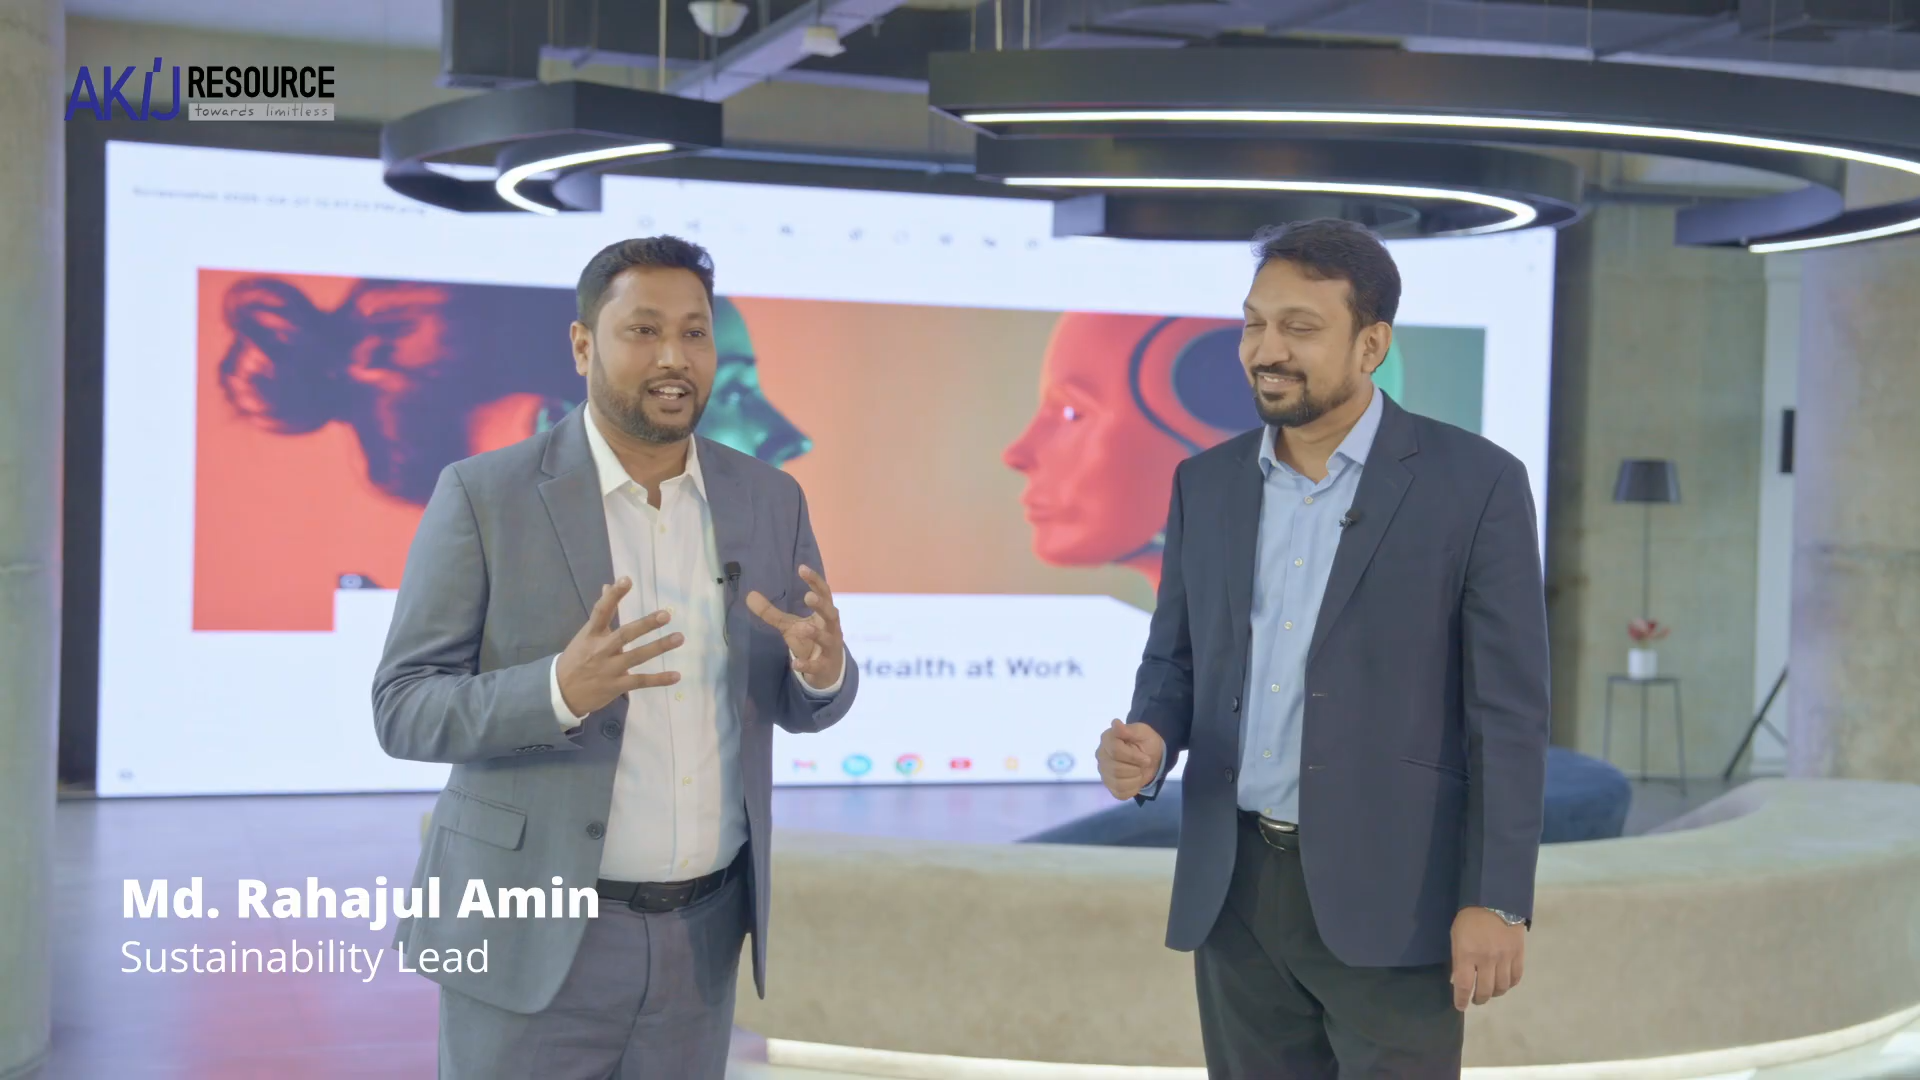 AKIJ RESOURCE
towards limitless
Health at Work
Md. Rahajul Amin
Sustainability Lead